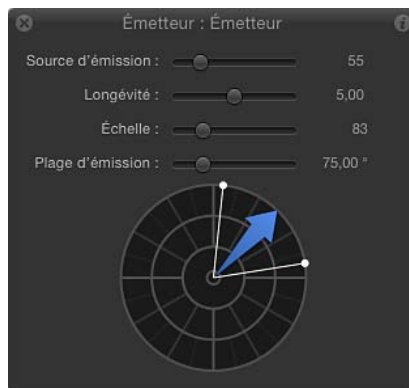 Émetteur : Émetteur
Source d'émission : 55
Longévité : 5,00
Échelle : 83
Plage d'émission : 75,00 °